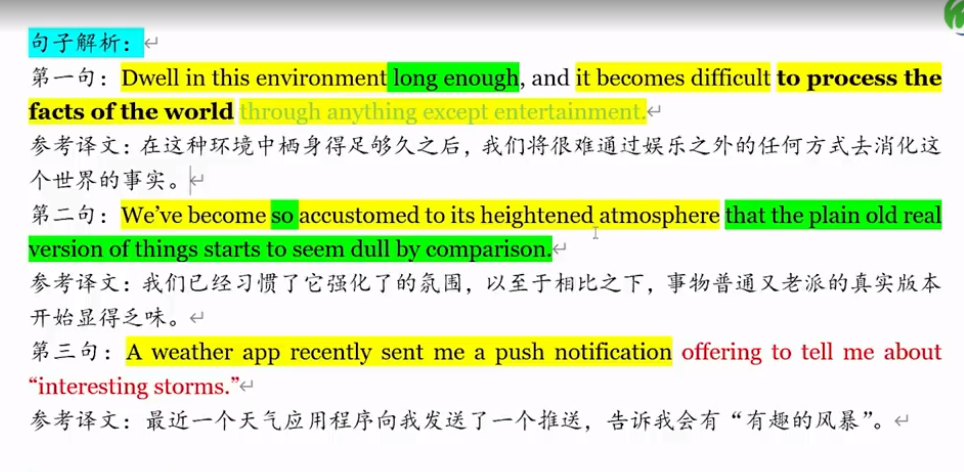 句子解析：
第一句：Dwell in this environment long enough, and it becomes difficult to process the
facts of the world through anything except entertainment.
参考译文：在这种环境中栖身得足够久之后，我们将很难通过娱乐之外的任何方式去消化这
个世界的事实。
第二句：We’ve become so accustomed to its heightened atmosphere that the plain old real
version of things starts to seem dull by comparison.
参考译文：我们已经习惯了它强化了的氛围，以至于相比之下，事物普通又老派的真实版本
开始显得乏味。
第三句：A weather app recently sent me a push notification offering to tell me about
“interesting storms.”
参考译文：最近一个天气应用程序向我发送了一个推送，告诉我会有“有趣的风暴”。